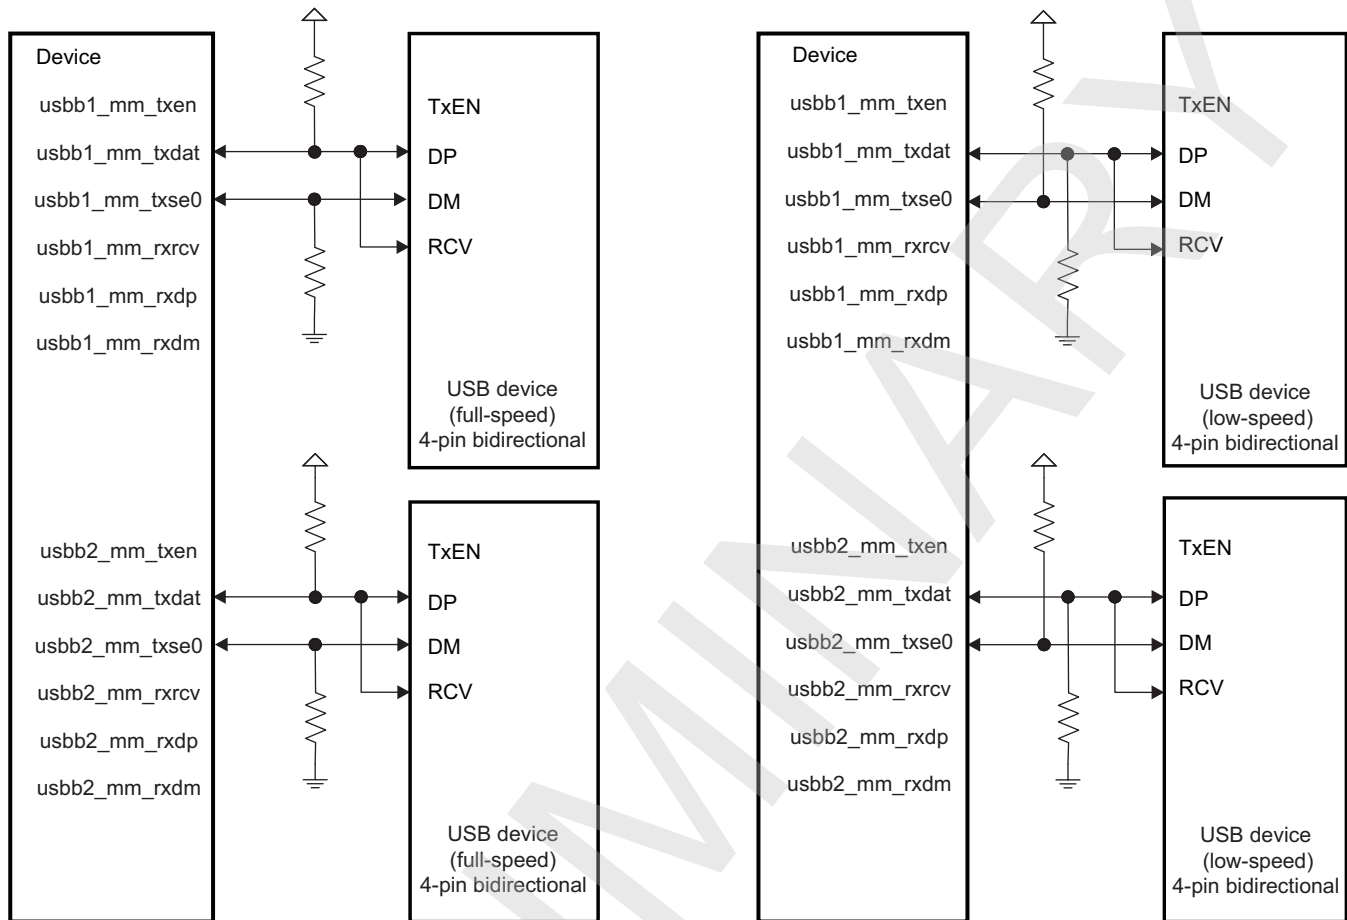 Device
usbb1_mm_txen
usbb1_mm_txdat
usbb1_mm_txse0
usbb1_mm_rxrcv
usbb1_mm_rxdp
usbb1_mm_rxdm
TxEN
DP
DM
RCV
USB device
(full-speed)
4-pin bidirectional
usbb2_mm_txen
usbb2_mm_txdat
usbb2_mm_txse0
usbb2_mm_rxrcv
usbb2_mm_rxdp
usbb2_mm_rxdm
TxEN
DP
DM
RCV
USB device
(full-speed)
4-pin bidirectional
Device
usbb1_mm_txen
usbb1_mm_txdat
usbb1_mm_txse0
usbb1_mm_rxrcv
usbb1_mm_rxdp
usbb1_mm_rxdm
TxEN
DP
DM
RCV
USB device
(low-speed)
4-pin bidirectional
usbb2_mm_txen
usbb2_mm_txdat
usbb2_mm_txse0
usbb2_mm_rxrcv
usbb2_mm_rxdp
usbb2_mm_rxdm
TxEN
DP
DM
RCV
USB device
(low-speed)
4-pin bidirectional
IMINARY